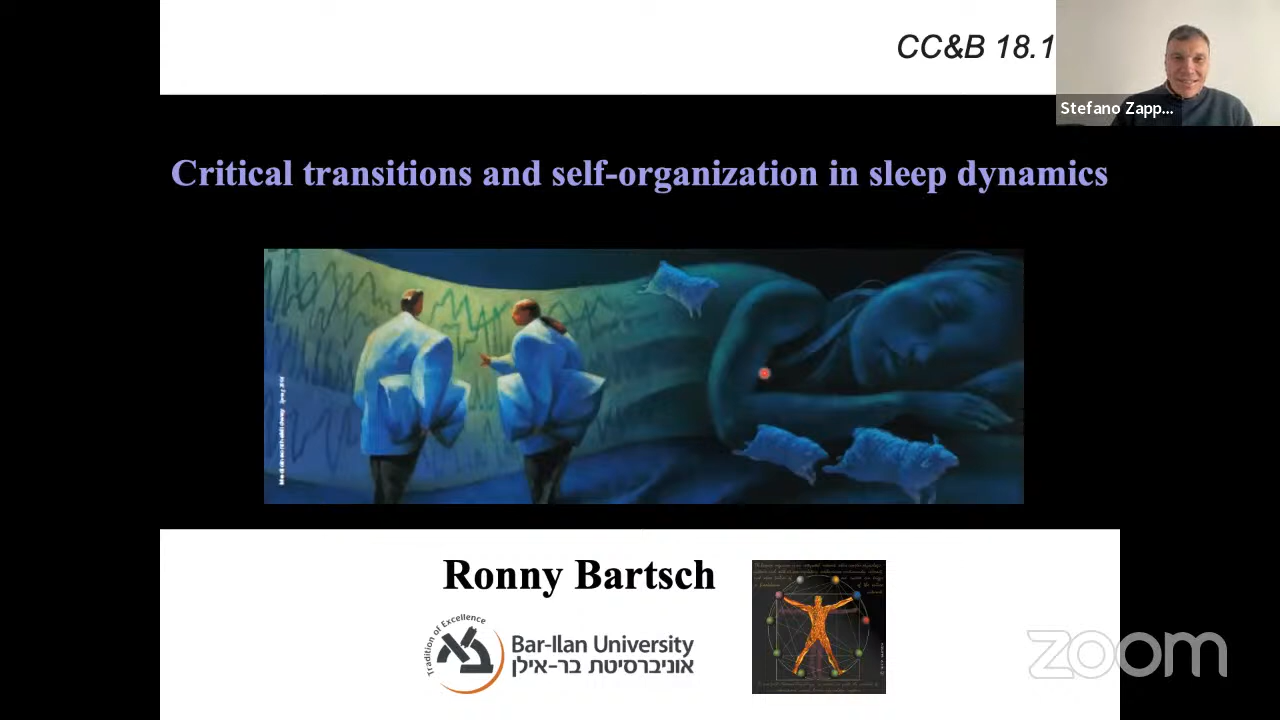 CC&B 18.1
Stefano Zapp...
Critical transitions and self-organization in sleep dynamics
Ronny Bartsch
Tradition of Excellence
Bar-Ilan University
אוניברסיטת בר-אילן
zoom